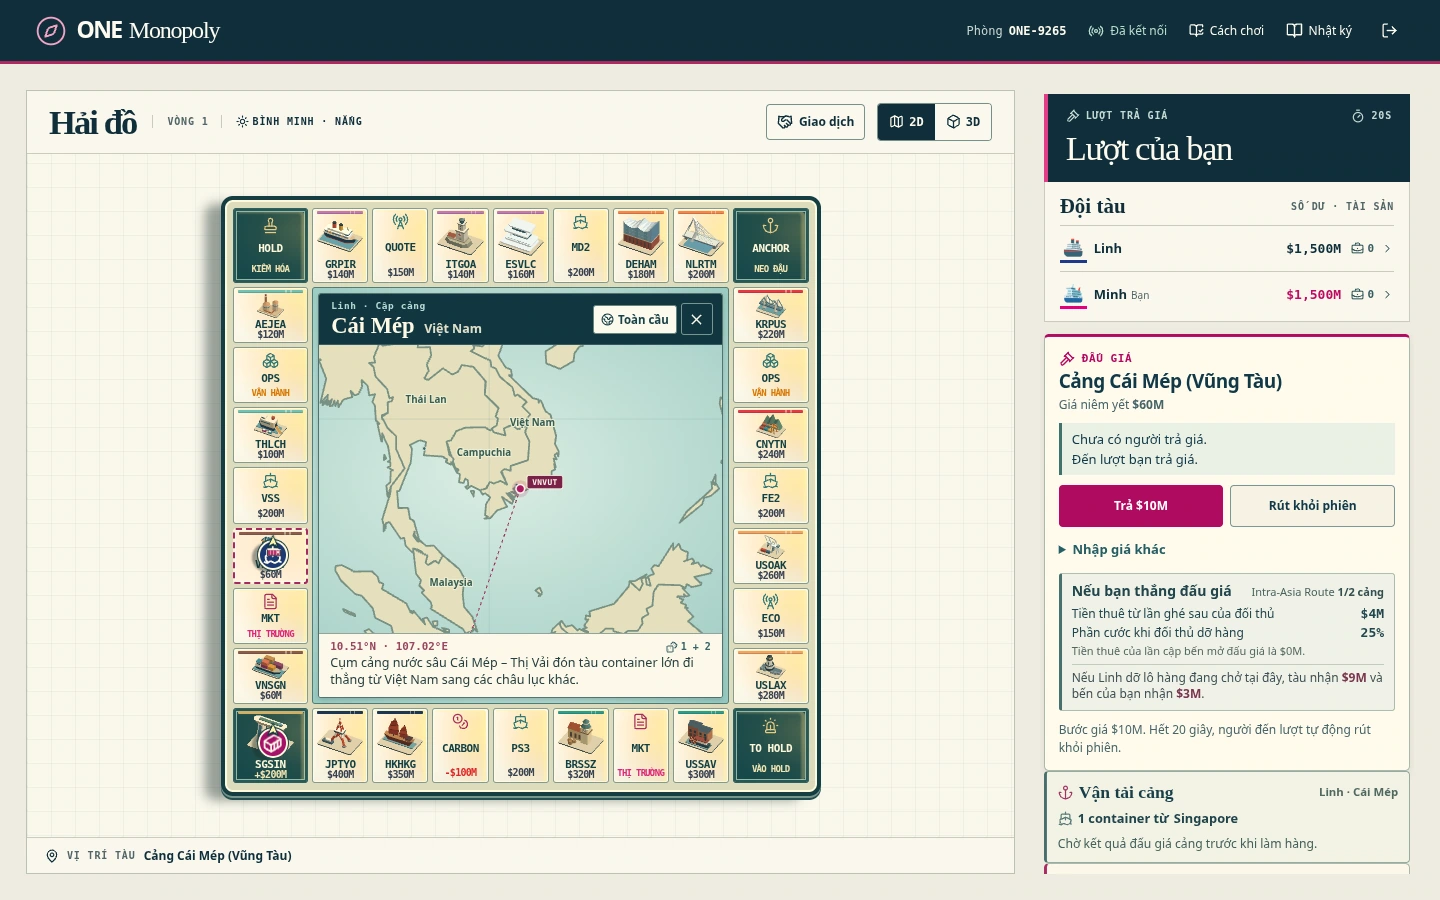 ONE Monopoly
Phòng ONE-9265
Đã kết nối
Cách chơi
Nhật ký
Hải đồ
VÒNG 1
BÌNH MINH · NẮNG
Giao dịch
2D
3D
HOLD
KIỂM HÓA
GRPIR
$140M
QUOTE
$150M
ITGOA
$140M
ESVLC
$160M
MD2
$200M
DEHAM
$180M
NLRTM
$200M
ANCHOR
NEO ĐẬU
AEJEA
$120M
OPS
VẬN HÀNH
THLCH
$100M
VSS
$200M
$60M
MKT
THỊ TRƯỜNG
VNSGN
$60M
Linh · Cập cảng
Cái Mép Việt Nam
Toàn cầu
Thái Lan
Việt Nam
Campuchia
VNVUT
Malaysia
10.51°N · 107.02°E
1 + 2
Cụm cảng nước sâu Cái Mép – Thị Vải đón tàu container lớn đi
thẳng từ Việt Nam sang các châu lục khác.
KRPUS
$220M
OPS
VẬN HÀNH
CNYTN
$240M
FE2
$200M
USOAK
$260M
ECO
$150M
USLAX
$280M
SGSIN
+$200M
JPTYO
$400M
HKHKG
$350M
CARBON
-$100M
PS3
$200M
BRSSZ
$320M
MKT
THỊ TRƯỜNG
USSAV
$300M
TO HOLD
VÀO HOLD
VỊ TRÍ TÀU Cảng Cái Mép (Vũng Tàu)
LƯỢT TRẢ GIÁ
20S
Lượt của bạn
Đội tàu
SỐ DƯ · TÀI SẢN
Linh
$1,500M
0
Minh Bạn
$1,500M
0
ĐẤU GIÁ
Cảng Cái Mép (Vũng Tàu)
Giá niêm yết $60M
Chưa có người trả giá.
Đến lượt bạn trả giá.
Trả $10M
Rút khỏi phiên
Nhập giá khác
Nếu bạn thắng đấu giá
Intra-Asia Route 1/2 cảng
Tiền thuê từ lần ghé sau của đối thủ $4M
Phần cước khi đối thủ dỡ hàng 25%
Tiền thuê của lần cập bến mở đấu giá là $0M.
Nếu Linh dỡ lô hàng đang chở tại đây, tàu nhận $9M và
bến của bạn nhận $3M.
Bước giá $10M. Hết 20 giây, người đến lượt tự động rút
khỏi phiên.
Vận tải cảng
Linh · Cái Mép
1 container từ Singapore
Chờ kết quả đấu giá cảng trước khi làm hàng.